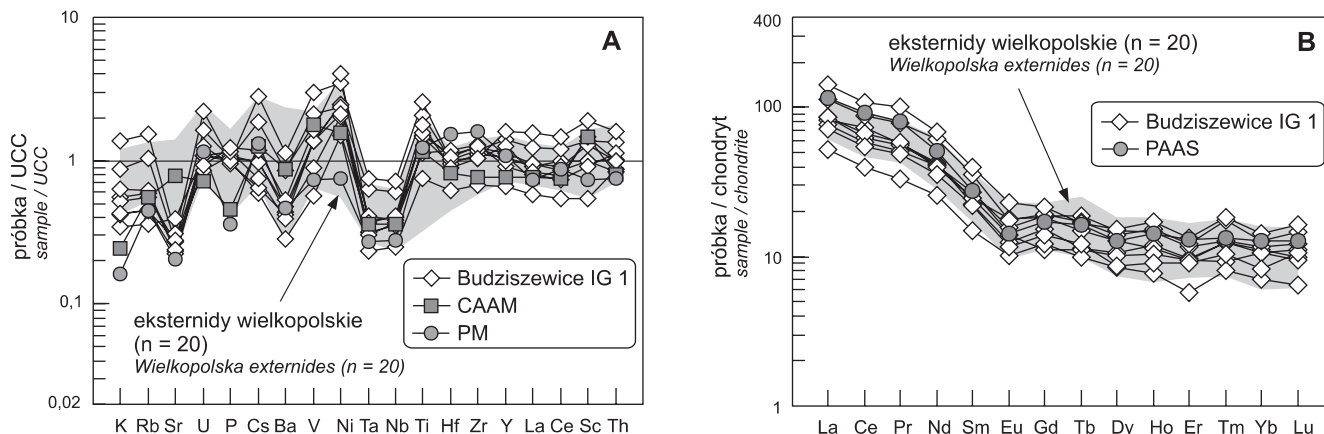 10
1
0,1
0,02
próbka / UCC
sample / UCC
A
eksternidy wielkopolskie (n = 20)
Wielkopolska externides (n = 20)
Budziszewice IG 1
CAAM
PM
K Rb Sr U P Cs Ba V Ni Ta Nb Ti Hf Zr Y La Ce Sc Th
400
100
10
1
próbka / chondryt
sample / chondrite
B
eksternidy wielkopolskie (n = 20)
Wielkopolska externides (n = 20)
Budziszewice IG 1
PAAS
La Ce Pr Nd Sm Eu Gd Tb Dy Ho Er Tm Yb Lu